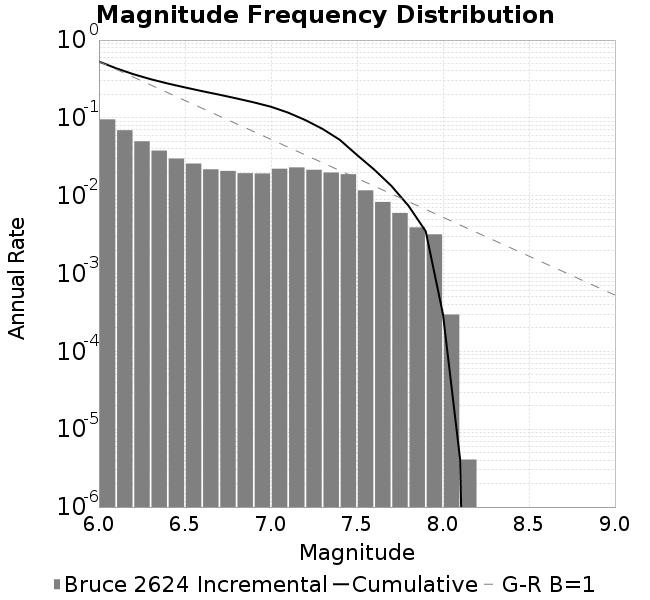 Magnitude Frequency Distribution
10^0
10^-1
10^-2
10^-3
10^-4
10^-5
10^-6
Annual Rate
6.0 6.5 7.0 7.5 8.0 8.5 9.0
Magnitude
Bruce 2624 Incremental Cumulative G-R B=1